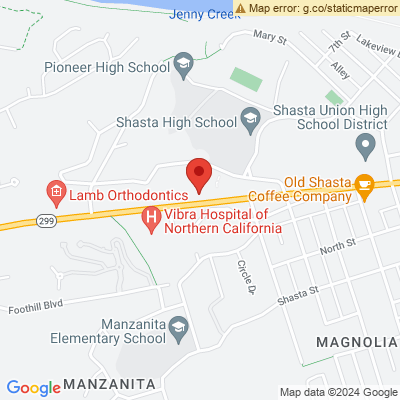 Jenny Creek
Map error: g.co/staticmaperror
Mary St
7th St
Lakeview D
Alley
Pioneer High School
Shasta High School
Shasta Union High
School District
Old Shasta
Coffee Company
Lamb Orthodontics
Vibra Hospital of
Northern California
299
North St
Circle Dr
Shasta St
Foothill Blvd
Manzanita
Elementary School
MAGNOLIA
MANZANITA
Google
Map data ©2024 Google